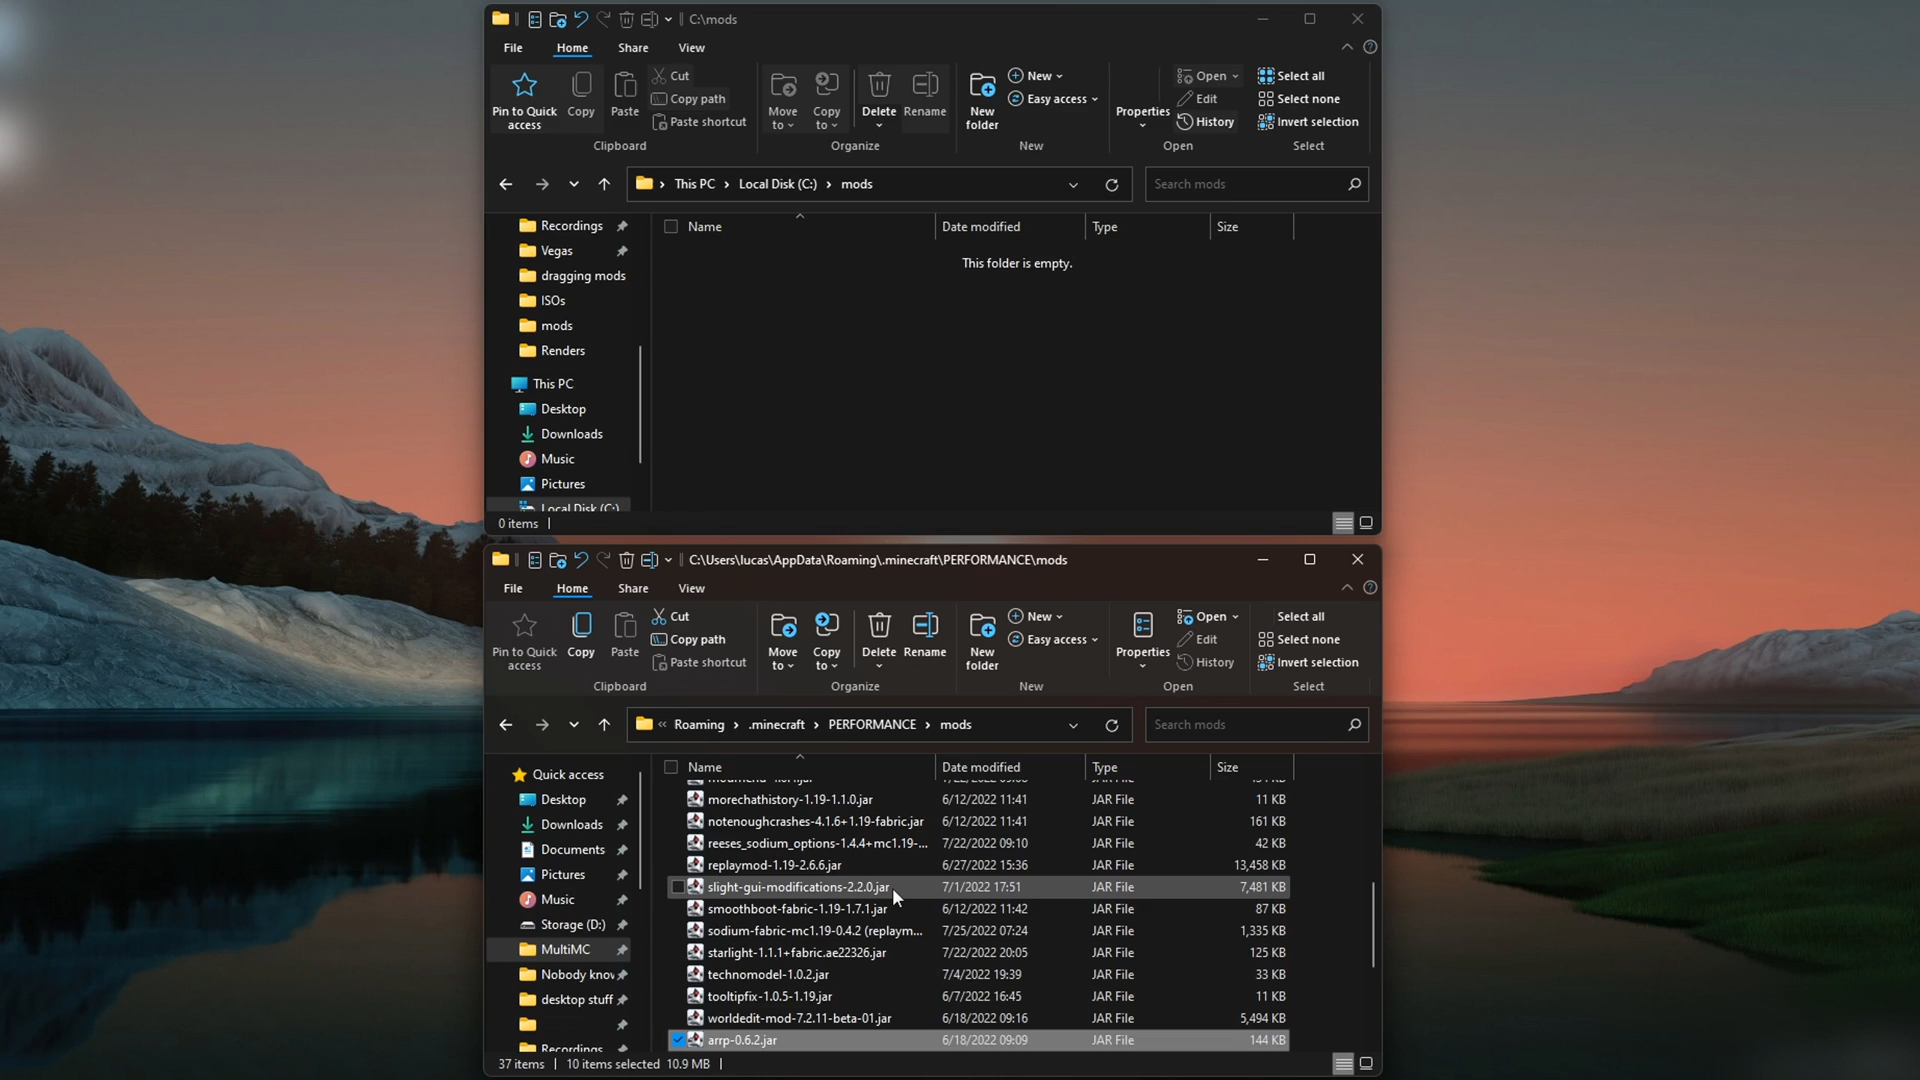 C:\mods
File Home Share View
Pin to Quick access
Copy
Paste
Cut
Copy path
Paste shortcut
Clipboard
Move to
Copy to
Delete
Rename
Organize
New folder
New
Easy access
New
Properties
Open
Edit
History
Open
Select all
Select none
Invert selection
Select
This PC › Local Disk (C:) › mods
Search mods
Name Date modified Type Size
This folder is empty.
Recordings
Vegas
dragging mods
ISOs
mods
Renders
This PC
Desktop
Downloads
Music
Pictures
Local Disk (C:)
0 items
C:\Users\lucas\AppData\Roaming\.minecraft\PERFORMANCE\mods
File Home Share View
Pin to Quick access
Copy
Paste
Cut
Copy path
Paste shortcut
Clipboard
Move to
Copy to
Delete
Rename
Organize
New folder
New
Easy access
New
Properties
Open
Edit
History
Open
Select all
Select none
Invert selection
Select
« Roaming › .minecraft › PERFORMANCE › mods
Search mods
Name Date modified Type Size
Quick access
Desktop
Downloads
Documents
Pictures
Music
Storage (D:)
MultiMC
Nobody know
desktop stuff
Recordings
morechathistory-1.19-1.1.0.jar 6/12/2022 11:41 JAR File 11 KB
notenoughcrashes-4.1.6+1.19-fabric.jar 6/12/2022 11:41 JAR File 161 KB
reeses_sodium_options-1.4.4+mc1.19-... 7/22/2022 09:10 JAR File 42 KB
replaymod-1.19-2.6.6.jar 6/27/2022 15:36 JAR File 13,458 KB
slight-gui-modifications-2.2.0.jar 7/1/2022 17:51 JAR File 7,481 KB
smoothboot-fabric-1.19-1.7.1.jar 6/12/2022 11:42 JAR File 87 KB
sodium-fabric-mc1.19-0.4.2 (replaym... 7/25/2022 07:24 JAR File 1,335 KB
starlight-1.1.1+fabric.ae22326.jar 7/22/2022 20:05 JAR File 125 KB
technomodel-1.0.2.jar 7/4/2022 19:39 JAR File 33 KB
tooltipfix-1.0.5-1.19.jar 6/7/2022 16:45 JAR File 11 KB
worldedit-mod-7.2.11-beta-01.jar 6/18/2022 09:16 JAR File 5,494 KB
arrp-0.6.2.jar 6/18/2022 09:09 JAR File 144 KB
37 items 10 items selected 10.9 MB